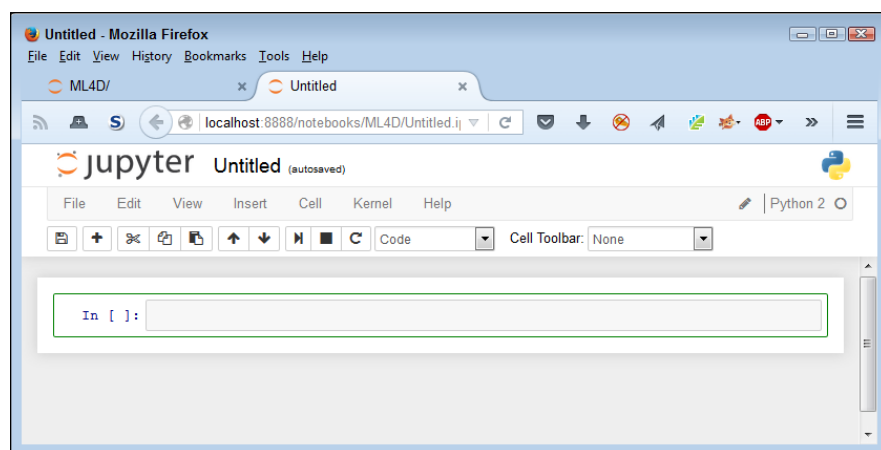 Untitled - Mozilla Firefox
File Edit View History Bookmarks Tools Help
ML4D/ × Untitled ×
S) localhost:8888/notebooks/ML4D/Untitled.i ABP »
jupyter Untitled (autosaved)
File Edit View Insert Cell Kernel Help Python 2
Code Cell Toolbar: None
In [ ]: